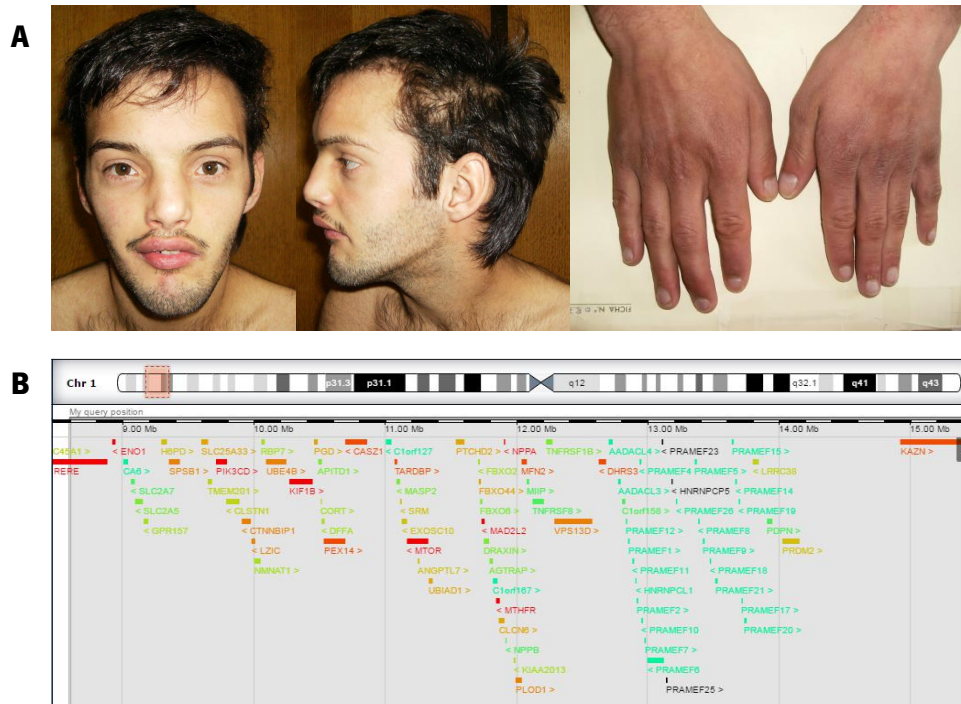 A
FICHA N.º
B
Chr 1 p31.3 p31.1 q12 q32.1 q41 q43
My query position
9.00 Mb 10.00 Mb 11.00 Mb 12.00 Mb 13.00 Mb 14.00 Mb 15.00 Mb
C45A1 > < ENO1 H6PD > SLC25A33 > RBP7 > PGD > < CASZ1 < C1orf127 PTCHD2 > < NPPA TNFRSF1B > AADACL4 > < PRAMEF23 PRAMEF15 > KAZN >
RERE CA6 > SPSB1 > PIK3CD > UBE4B > APITD1 > TARDBP > < FBXO2 MFN2 > < DHRS3 < PRAMEF4 PRAMEF5 > < LRRC38
< SLC2A7 TMEM201 > KIF1B > CORT > < MASP2 FBXO44 > MIIP > AADACL3 > < HNRNPCP5 < PRAMEF14
< SLC2A5 < CLSTN1 < DFFA < SRM FBXO6 > TNFRSF8 > C1orf158 > < PRAMEF26 < PRAMEF19
< GPR157 < CTNNBIP1 PEX14 > < EXOSC10 < MAD2L2 VPS13D > PRAMEF12 > < PRAMEF8 PDPN >
< LZIC < MTOR DRAXIN > PRAMEF1 > < PRAMEF9 PRDM2 >
NMNAT1 > ANGPTL7 > AGTRAP > < PRAMEF11 < PRAMEF18
UBIAD1 > C1orf167 > < HNRNPCL1 PRAMEF21 >
< MTHFR PRAMEF2 > PRAMEF17 >
CLCN6 > < PRAMEF10 PRAMEF20 >
< NPPB PRAMEF7 >
< KIAA2013 < PRAMEF6
PLOD1 > PRAMEF25 >